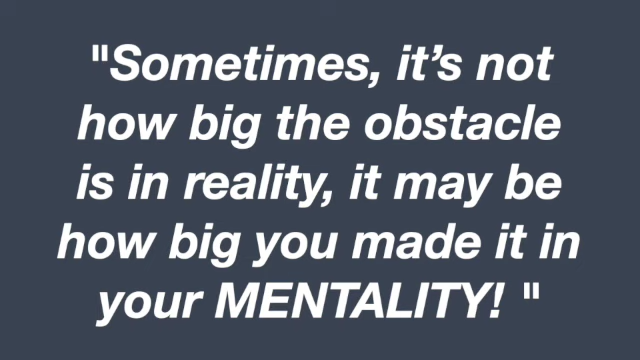 "Sometimes, it’s not
how big the obstacle
is in reality, it may be
how big you made it in
your MENTALITY! "